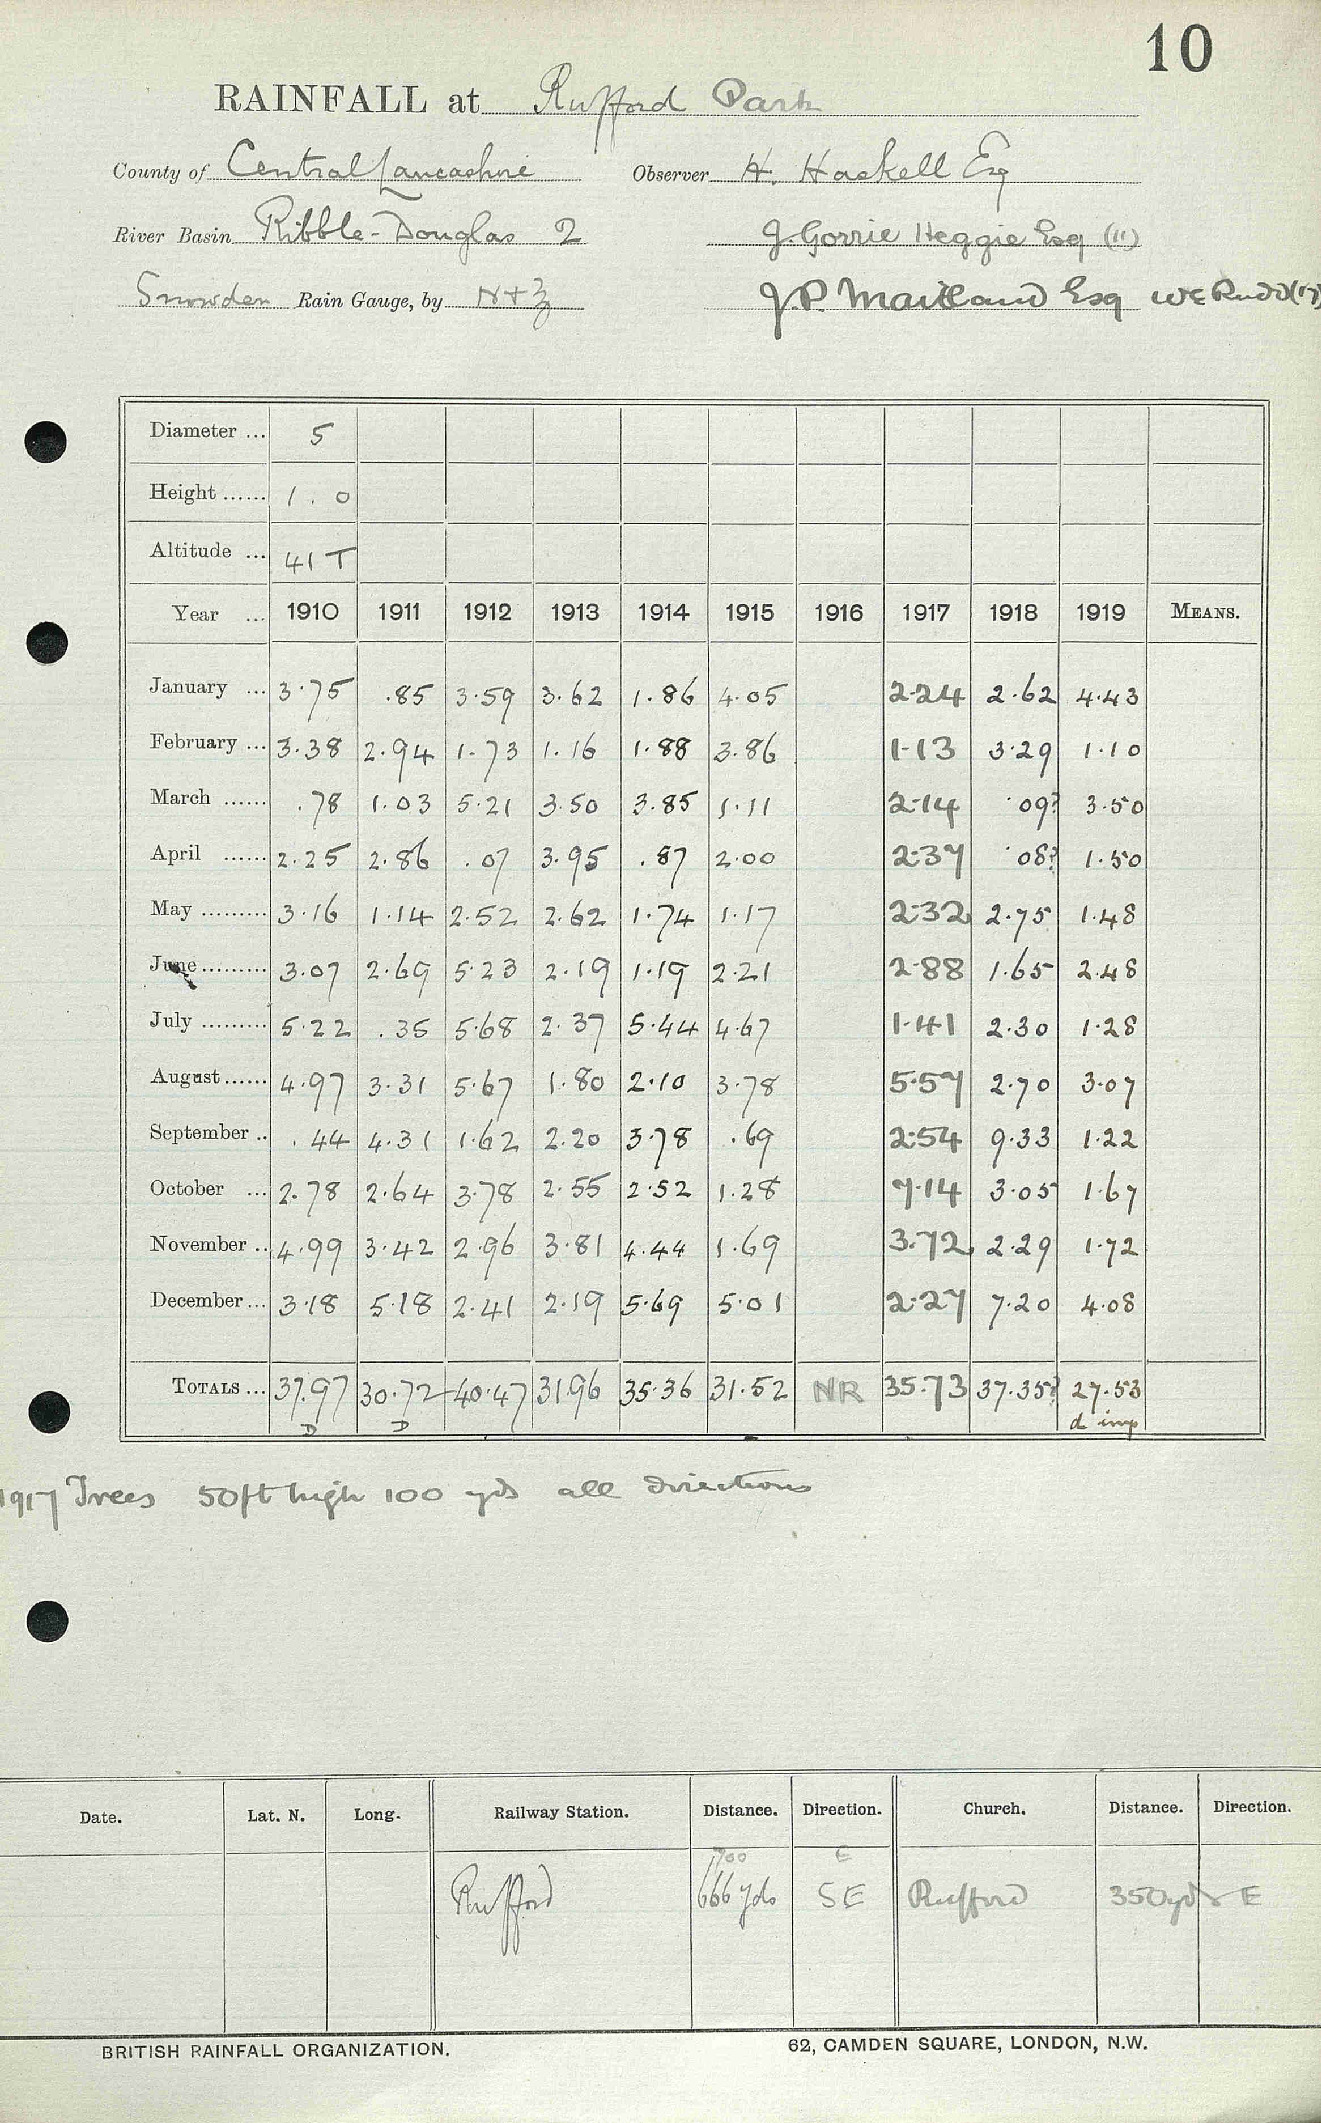 10
RAINFALL at Rufford Park
County of Central Lancashire Observer H. Haskell Esq
River Basin Ribble-Douglas 2 J. Gorrie Heggie Esq (11)
Snowden Rain Gauge, by N+Z J.P. Maitland Esq W E Rudd (17)
Diameter ... 5
Height ...... 1 . 0
Altitude ... 41 T
Year ... 1910 1911 1912 1913 1914 1915 1916 1917 1918 1919 MEANS.
January ... 3.75 .85 3.59 3.62 1.86 4.05 2.24 2.62 4.43
February ... 3.38 2.94 1.73 1.16 1.88 3.86 1.13 3.29 1.10
March ...... .78 1.03 5.21 3.50 3.85 1.11 2.14 .09? 3.50
April ...... 2.25 2.86 .07 3.95 .87 2.00 2.37 .08? 1.50
May ......... 3.16 1.14 2.52 2.62 1.74 1.17 2.32 2.75 1.48
June ......... 3.07 2.69 5.23 2.19 1.19 2.21 2.88 1.65 2.48
July ......... 5.22 .35 5.68 2.37 5.44 4.67 1.41 2.30 1.28
August ...... 4.97 3.31 5.67 1.80 2.10 3.78 5.57 2.70 3.07
September .. .44 4.31 1.62 2.20 3.78 .69 2.54 9.33 1.22
October ... 2.78 2.64 3.78 2.55 2.52 1.28 7.14 3.05 1.67
November .. 4.99 3.42 2.96 3.81 4.44 1.69 3.72 2.29 1.72
December ... 3.18 5.18 2.41 2.19 5.69 5.01 2.27 7.20 4.08
TOTALS ... 37.97 30.72 40.47 31.96 35.36 31.52 NR 35.73 37.35? 27.53
D D d imp
1917 Trees 50ft high 100 yds all directions
Date. Lat. N. Long. Railway Station. Distance. Direction. Church. Distance. Direction.
1700 E
Rufford 666 yds SE Rufford 350 yds E
BRITISH RAINFALL ORGANIZATION. 62, CAMDEN SQUARE, LONDON, N.W.